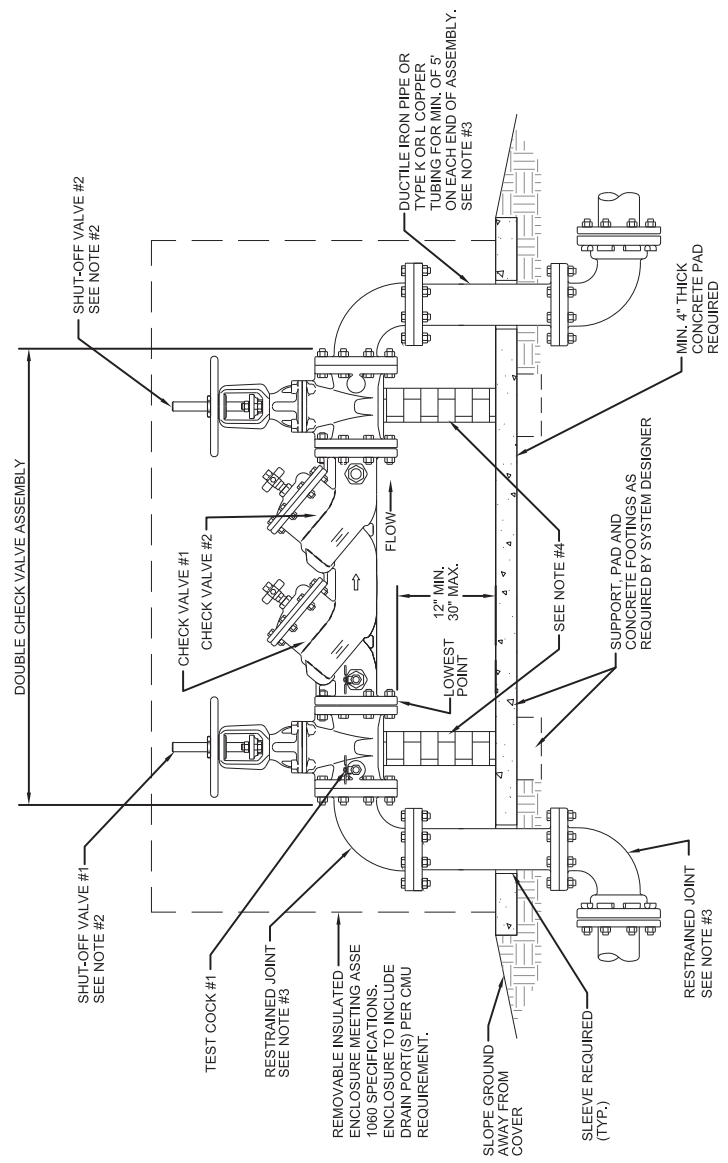 DOUBLE CHECK VALVE ASSEMBLY
SHUT-OFF VALVE #1
SEE NOTE #2
SHUT-OFF VALVE #2
SEE NOTE #2
TEST COCK #1
CHECK VALVE #1
CHECK VALVE #2
RESTRAINED JOINT
SEE NOTE #3
FLOW
REMOVABLE INSULATED
ENCLOSURE MEETING ASSE
1060 SPECIFICATIONS.
ENCLOSURE TO INCLUDE
DRAIN PORT(S) PER CMU
REQUIREMENT.
LOWEST
POINT
12" MIN.
30" MAX.
DUCTILE IRON PIPE OR
TYPE K OR L COPPER
TUBING FOR MIN. OF 5'
ON EACH END OF ASSEMBLY.
SEE NOTE #3
SLOPE GROUND
AWAY FROM
COVER
SEE NOTE #4
SLEEVE REQUIRED
(TYP.)
SUPPORT, PAD AND
CONCRETE FOOTINGS AS
REQUIRED BY SYSTEM DESIGNER
MIN. 4" THICK
CONCRETE PAD
REQUIRED
RESTRAINED JOINT
SEE NOTE #3